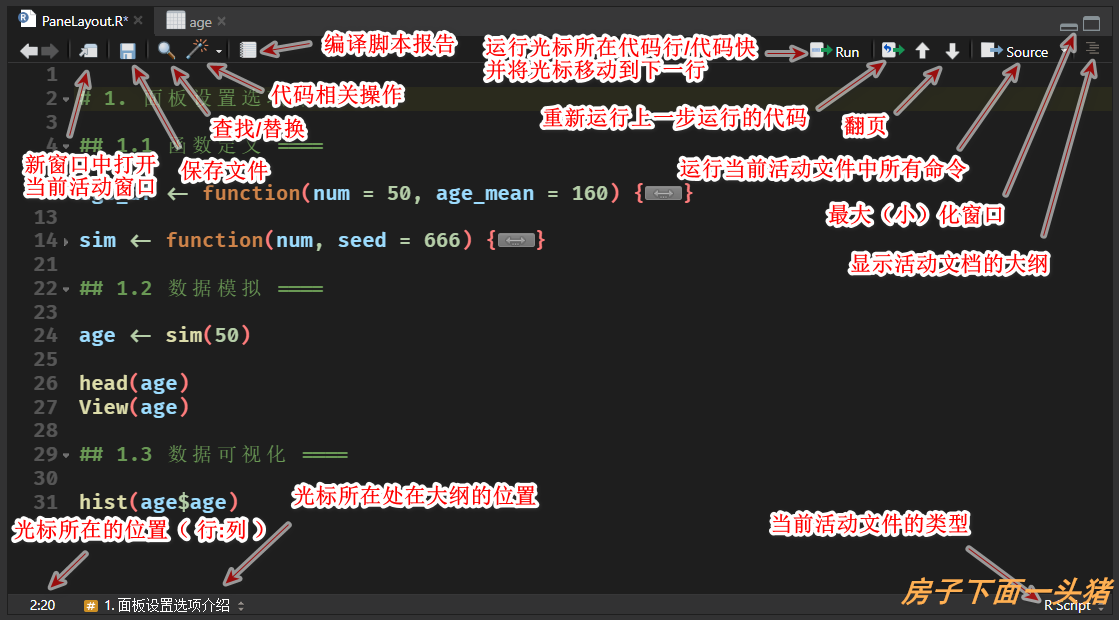 PaneLayout.R*
age
编译脚本报告
运行光标所在代码行/代码快
并将光标移动到下一行
Run
Source
1
2 # 1. 面板设置选
代码相关操作
重新运行上一步运行的代码
翻页
3
查找/替换
4 ## 1.1 函数定义 ====
新窗口中打开
当前活动窗口
保存文件
运行当前活动文件中所有命令
<- function(num = 50, age_mean = 160) {<->}
13
最大（小）化窗口
14 sim <- function(num, seed = 666) {<->}
21
显示活动文档的大纲
22 ## 1.2 数据模拟 ====
23
24 age <- sim(50)
25
26 head(age)
27 View(age)
28
29 ## 1.3 数据可视化 ====
30
31 hist(age$age)
光标所在处在大纲的位置
光标所在的位置（行:列）
当前活动文件的类型
房子下面一头猪
2:20
# 1. 面板设置选项介绍
R Script